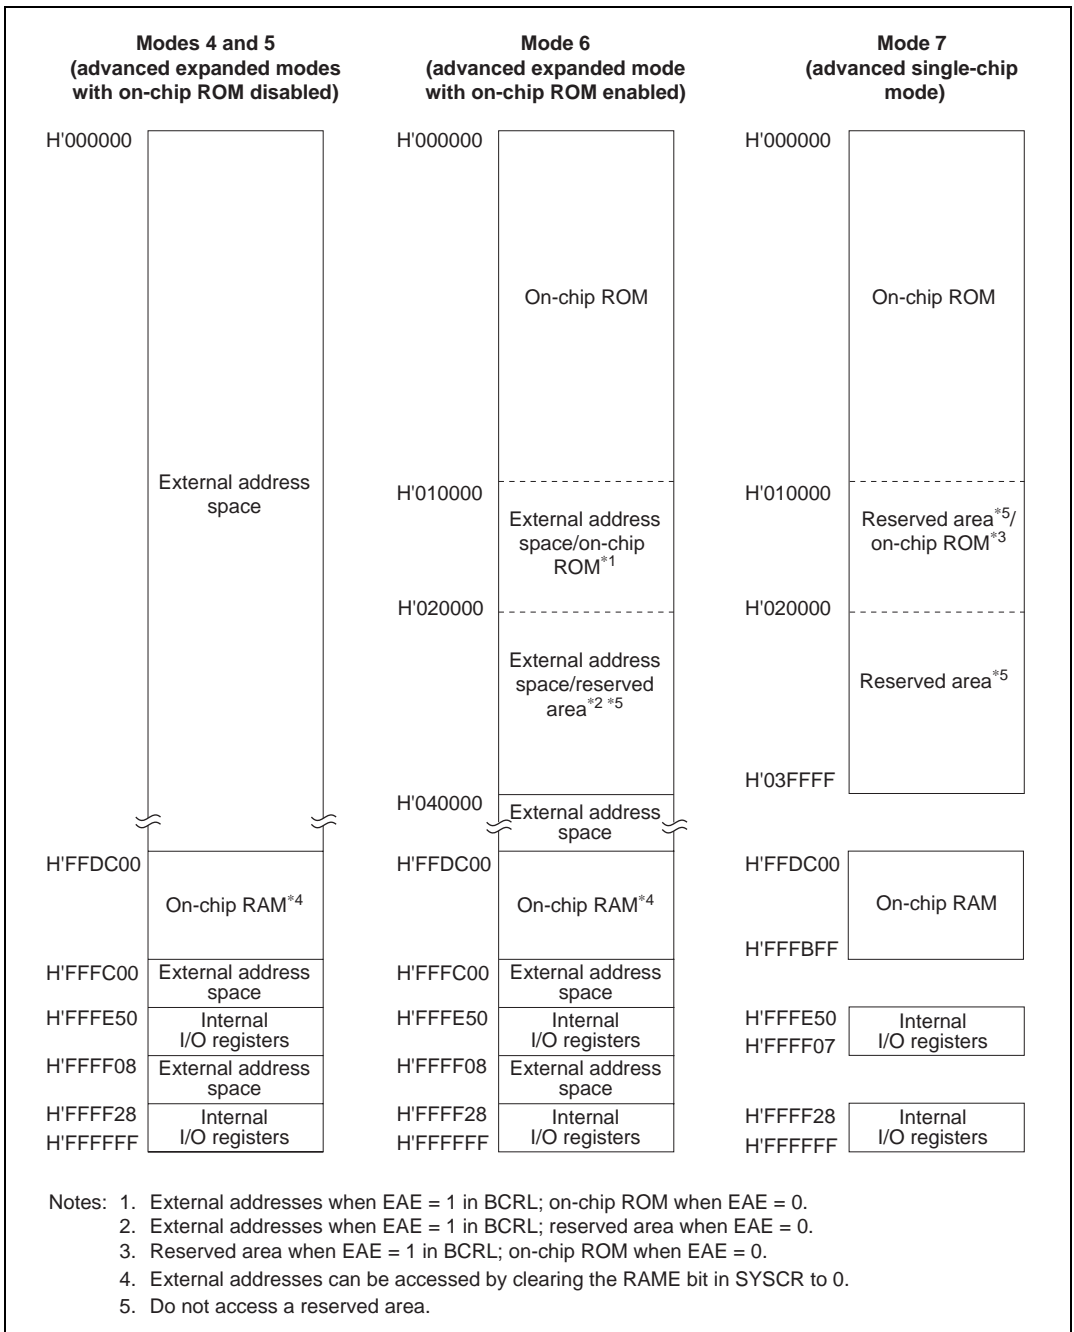 Modes 4 and 5
(advanced expanded modes
with on-chip ROM disabled)
H'000000
External address
space
H'FFDC00
On-chip RAM*4
H'FFFC00
External address
space
H'FFFE50
Internal
I/O registers
H'FFFF08
External address
space
H'FFFF28
Internal
I/O registers
H'FFFFFF
Mode 6
(advanced expanded mode
with on-chip ROM enabled)
H'000000
On-chip ROM
H'010000
External address
space/on-chip
ROM*1
H'020000
External address
space/reserved
area*2 *5
H'040000
External address
space
H'FFDC00
On-chip RAM*4
H'FFFC00
External address
space
H'FFFE50
Internal
I/O registers
H'FFFF08
External address
space
H'FFFF28
Internal
I/O registers
H'FFFFFF
Mode 7
(advanced single-chip
mode)
H'000000
On-chip ROM
H'010000
Reserved area*5/
on-chip ROM*3
H'020000
Reserved area*5
H'03FFFF
H'FFDC00
On-chip RAM
H'FFFBFF
H'FFFE50
Internal
I/O registers
H'FFFF07
H'FFFF28
Internal
I/O registers
H'FFFFFF
Notes: 1. External addresses when EAE = 1 in BCRL; on-chip ROM when EAE = 0.
2. External addresses when EAE = 1 in BCRL; reserved area when EAE = 0.
3. Reserved area when EAE = 1 in BCRL; on-chip ROM when EAE = 0.
4. External addresses can be accessed by clearing the RAME bit in SYSCR to 0.
5. Do not access a reserved area.